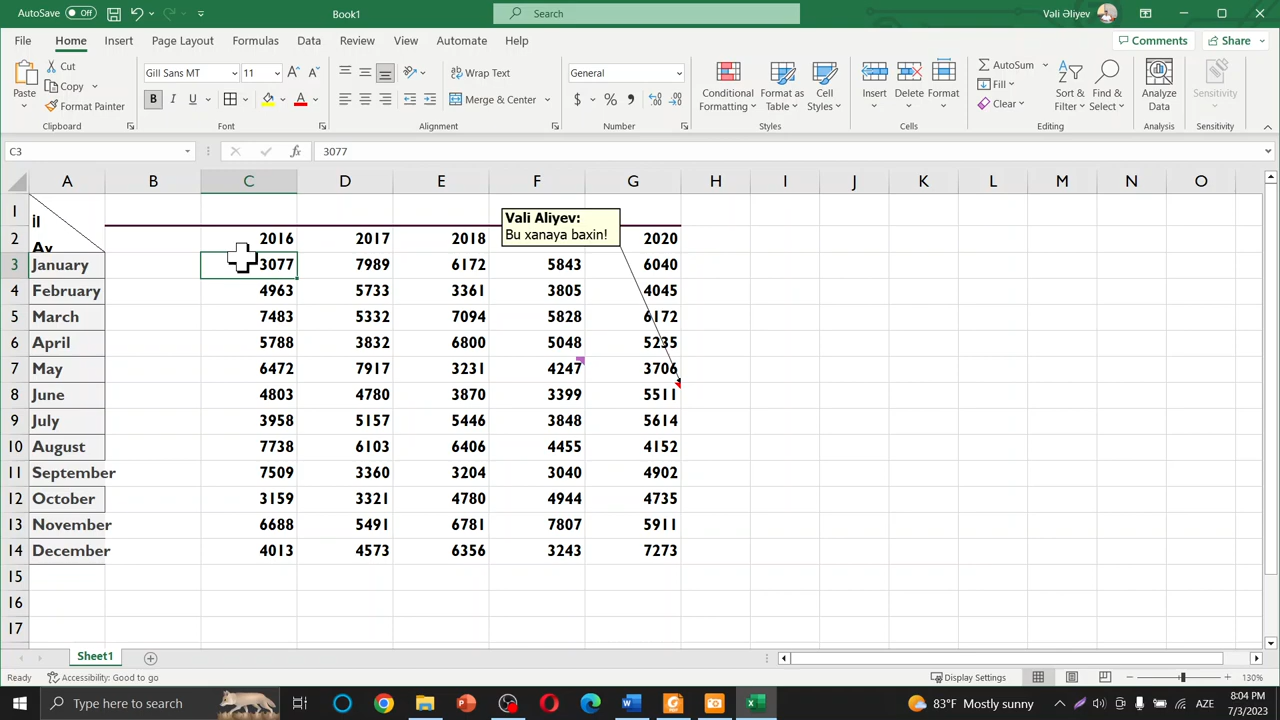 AutoSave Off Book1 Search Vəli Əliyev
File Home Insert Page Layout Formulas Data Review View Automate Help Comments Share
Paste Cut Copy Format Painter Clipboard
Gill Sans MT 11 B I U A A A Font
Wrap Text Merge & Center Alignment
General $ % , Number
Conditional Formatting Format as Table Cell Styles Styles
Insert Delete Format Cells
AutoSum Fill Clear Sort & Filter Find & Select Editing
Analyze Data Analysis
Sensitivity Sensitivity
C3 fx 3077
A B C D E F G H I J K L M N O
1 il
Ay
Vali Aliyev:
Bu xanaya baxin!
2 2016 2017 2018 2020
3 January 3077 7989 6172 5843 6040
4 February 4963 5733 3361 3805 4045
5 March 7483 5332 7094 5828 6172
6 April 5788 3832 6800 5048 5235
7 May 6472 7917 3231 4247 3706
8 June 4803 4780 3870 3399 5511
9 July 3958 5157 5446 3848 5614
10 August 7738 6103 6406 4455 4152
11 September 7509 3360 3204 3040 4902
12 October 3159 3321 4780 4944 4735
13 November 6688 5491 6781 7807 5911
14 December 4013 4573 6356 3243 7273
15
16
17
Sheet1
Ready Accessibility: Good to go Display Settings 130%
Type here to search 83°F Mostly sunny AZE 8:04 PM
7/3/2023